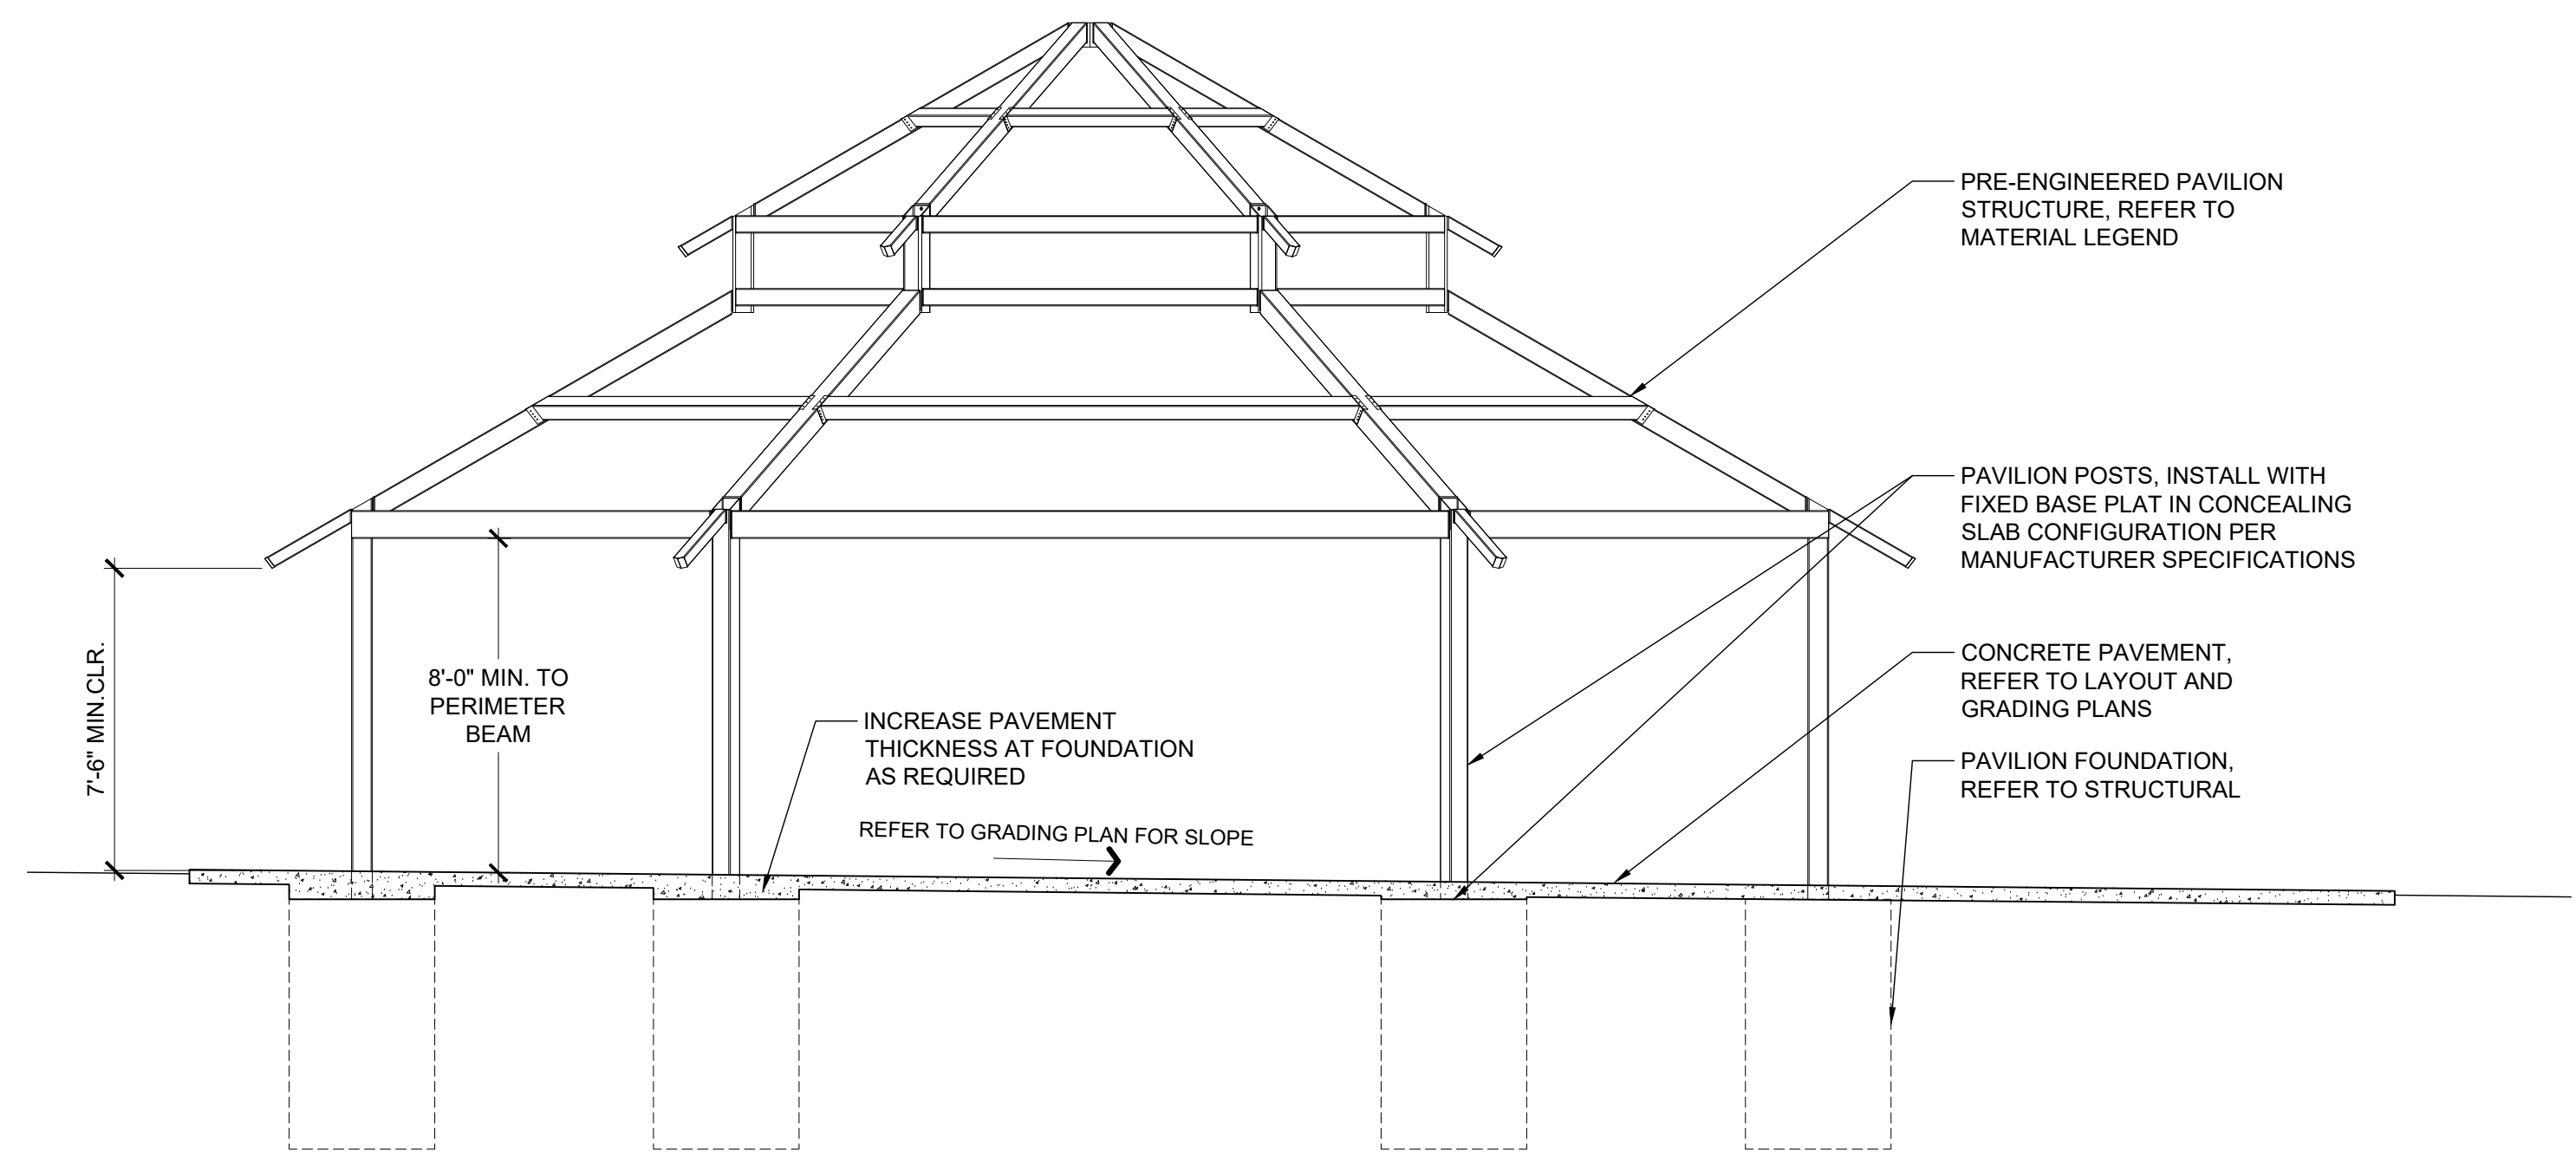 PRE-ENGINEERED PAVILION
STRUCTURE, REFER TO
MATERIAL LEGEND
PAVILION POSTS, INSTALL WITH
FIXED BASE PLAT IN CONCEALING
SLAB CONFIGURATION PER
MANUFACTURER SPECIFICATIONS
7'-6" MIN.CLR.
8'-0" MIN. TO
PERIMETER
BEAM
INCREASE PAVEMENT
THICKNESS AT FOUNDATION
AS REQUIRED
REFER TO GRADING PLAN FOR SLOPE
CONCRETE PAVEMENT,
REFER TO LAYOUT AND
GRADING PLANS
PAVILION FOUNDATION,
REFER TO STRUCTURAL